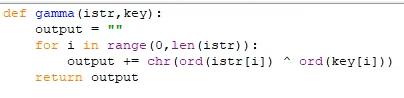 def gamma(istr,key):
    output = ""
    for i in range(0,len(istr)):
        output += chr(ord(istr[i]) ^ ord(key[i]))
    return output